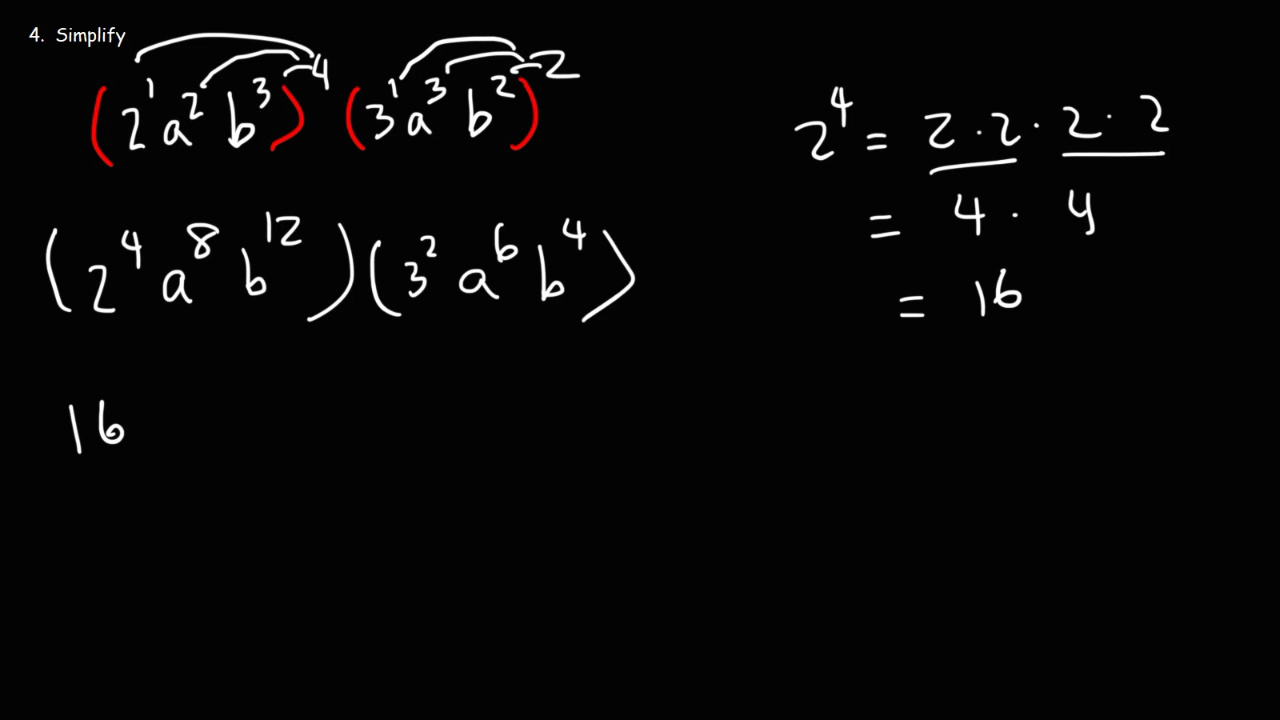 4. Simplify
(2¹a²b³)⁴ (3¹a³b²)²
(2⁴a⁸b¹²)(3²a⁶b⁴)
16
2⁴ = 2·2·2·2
= 4·4
= 16